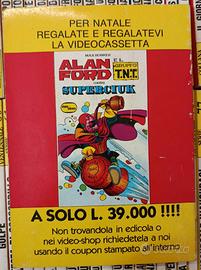 PER NATALE
REGALATE E REGALATEVI
LA VIDEOCASSETTA
ALAN FORD
E IL
GRUPPO
T.N.T.
SUPERCIUK
A SOLO L. 39.000 !!!!
Non trovandola in edicola o
nei video-shop richiedetela a noi
usando il coupon stampato all'interno